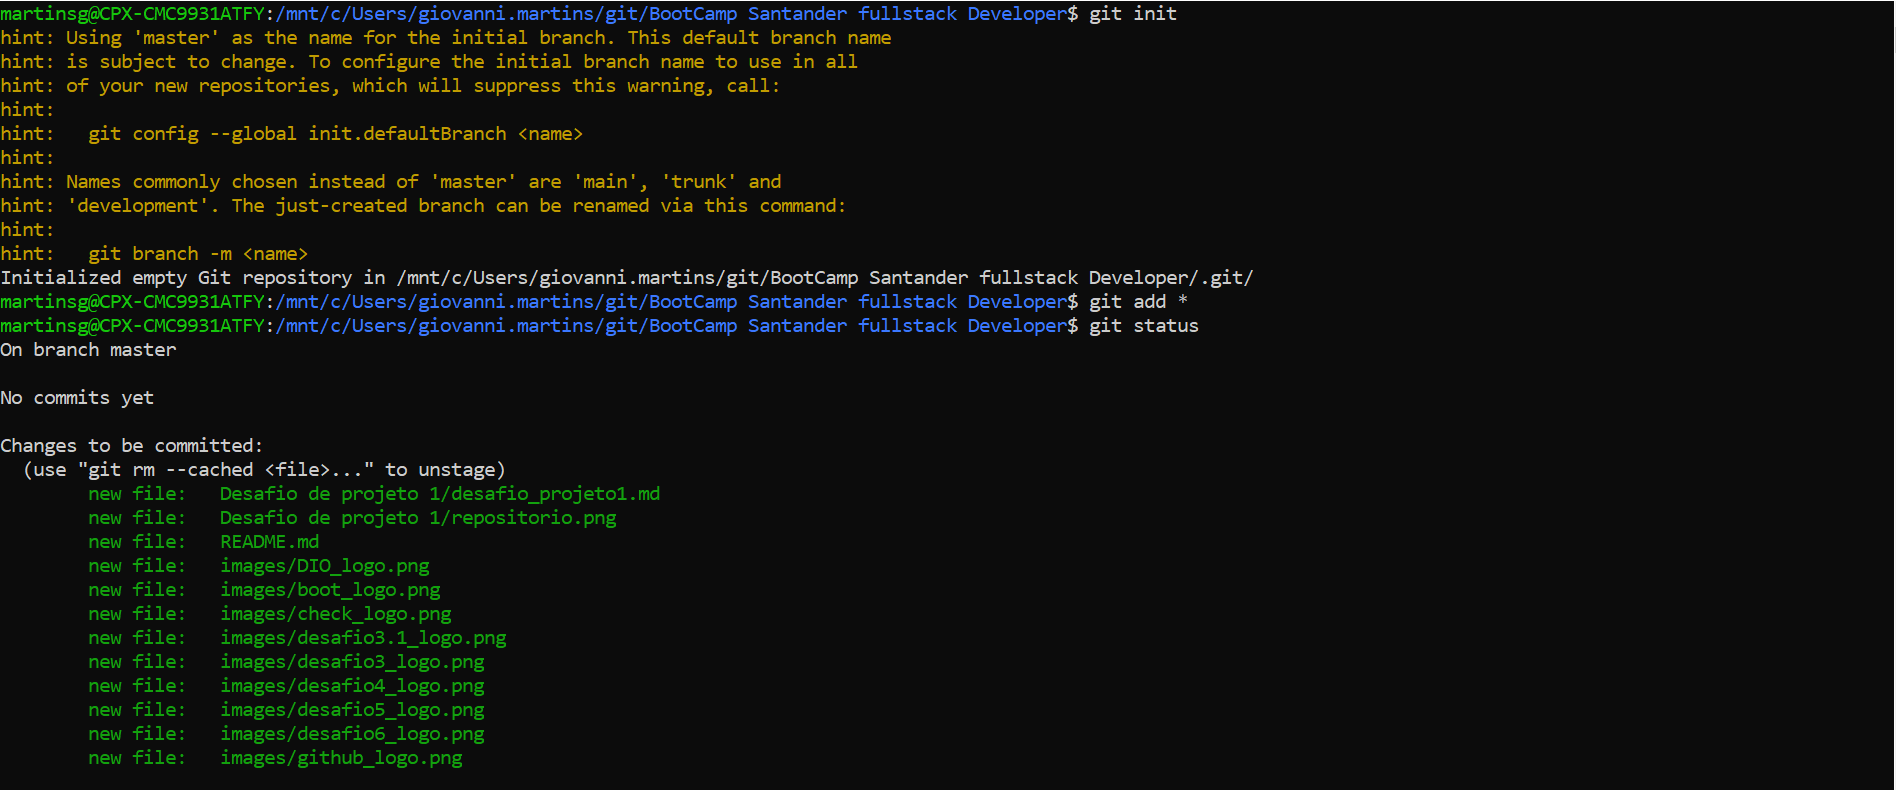 martinsg@CPX-CMC9931ATFY:/mnt/c/Users/giovanni.martins/git/BootCamp Santander fullstack Developer$ git init
hint: Using 'master' as the name for the initial branch. This default branch name
hint: is subject to change. To configure the initial branch name to use in all
hint: of your new repositories, which will suppress this warning, call:
hint:
hint:   git config --global init.defaultBranch <name>
hint:
hint: Names commonly chosen instead of 'master' are 'main', 'trunk' and
hint: 'development'. The just-created branch can be renamed via this command:
hint:
hint:   git branch -m <name>
Initialized empty Git repository in /mnt/c/Users/giovanni.martins/git/BootCamp Santander fullstack Developer/.git/
martinsg@CPX-CMC9931ATFY:/mnt/c/Users/giovanni.martins/git/BootCamp Santander fullstack Developer$ git add *
martinsg@CPX-CMC9931ATFY:/mnt/c/Users/giovanni.martins/git/BootCamp Santander fullstack Developer$ git status
On branch master

No commits yet

Changes to be committed:
  (use "git rm --cached <file>..." to unstage)
        new file:   Desafio de projeto 1/desafio_projeto1.md
        new file:   Desafio de projeto 1/repositorio.png
        new file:   README.md
        new file:   images/DIO_logo.png
        new file:   images/boot_logo.png
        new file:   images/check_logo.png
        new file:   images/desafio3.1_logo.png
        new file:   images/desafio3_logo.png
        new file:   images/desafio4_logo.png
        new file:   images/desafio5_logo.png
        new file:   images/desafio6_logo.png
        new file:   images/github_logo.png